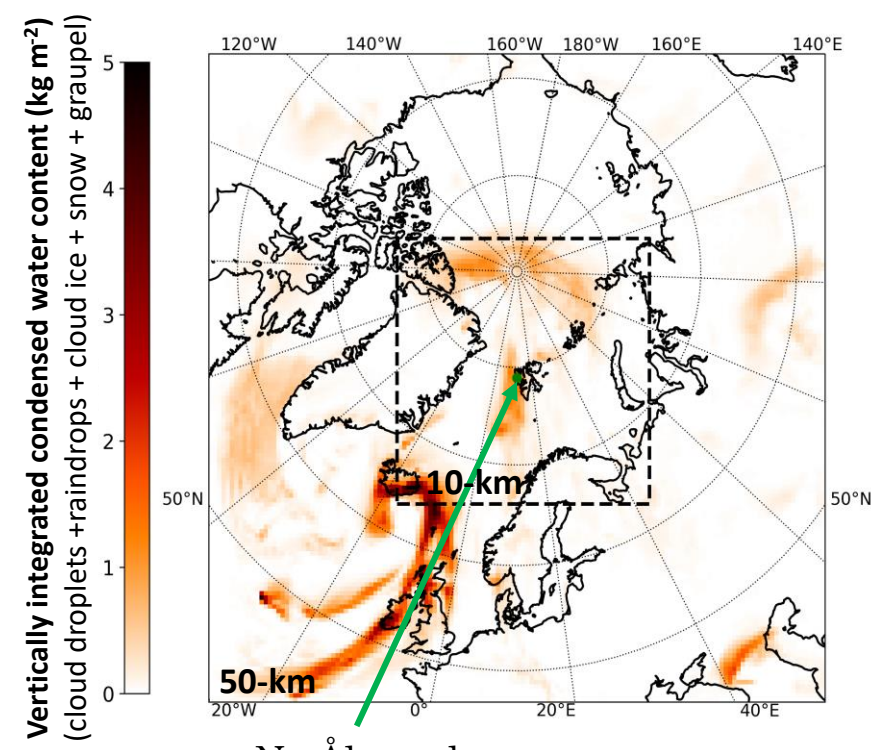 Vertically integrated condensed water content (kg m-2)
(cloud droplets +raindrops + cloud ice + snow + graupel)
5
4
3
2
1
0
120°W 140°W 160°W 180°W 160°E 140°E
50°N
50°N
10-km
50-km
20°W 0° 20°E 40°E